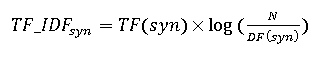 TF_IDF_syn = TF(syn) × log (N/DF(syn))